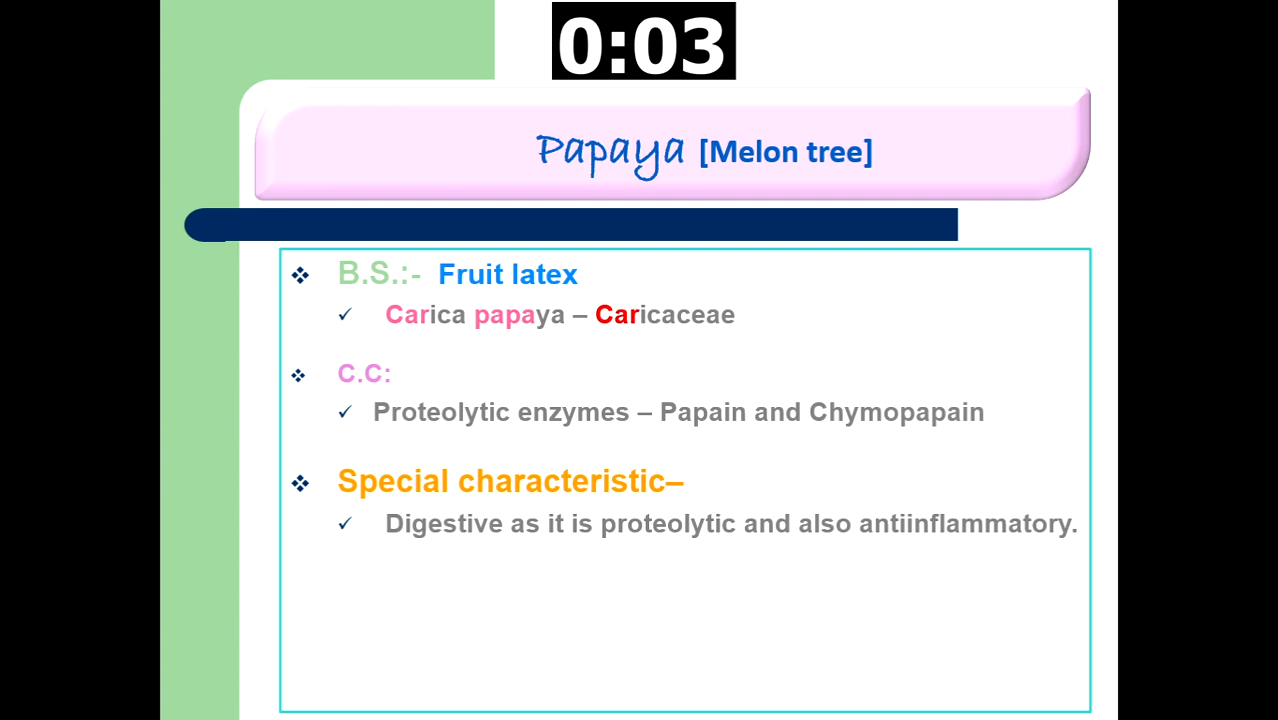 0:03
Papaya [Melon tree]
B.S.:- Fruit latex
Carica papaya – Caricaceae
C.C:
Proteolytic enzymes – Papain and Chymopapain
Special characteristic–
Digestive as it is proteolytic and also antiinflammatory.